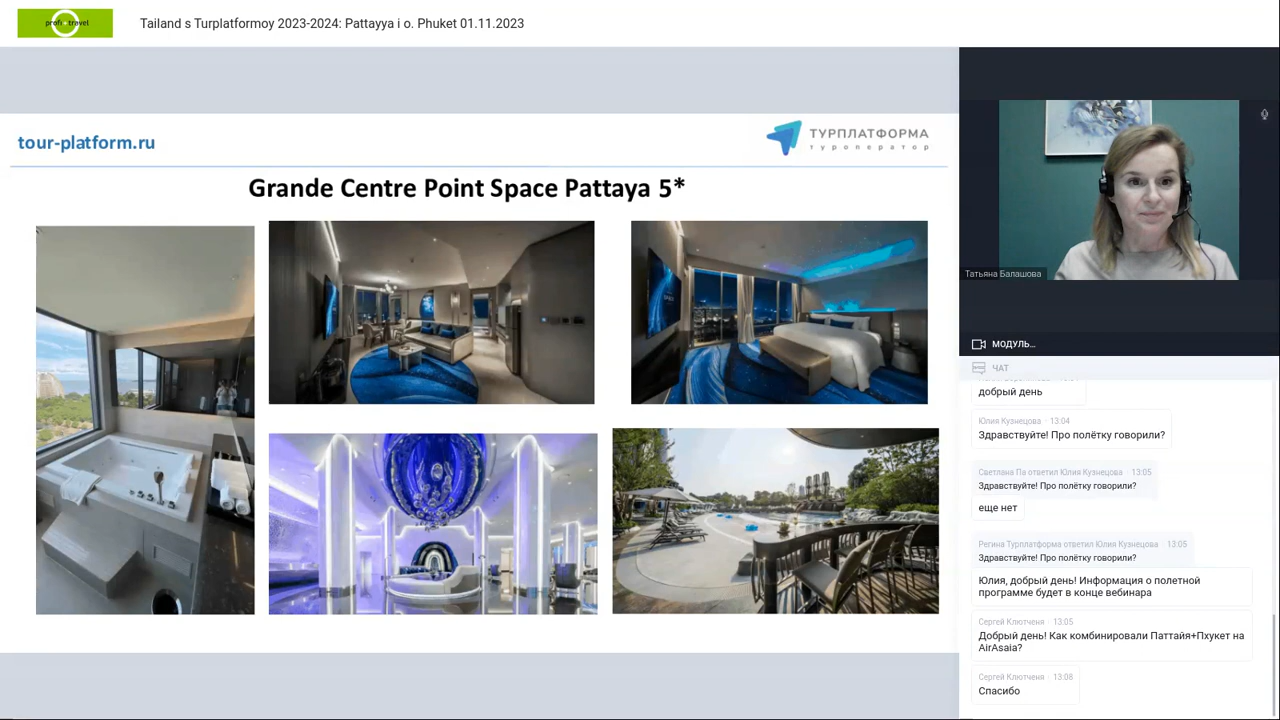 profi travel
Tailand s Turplatformoy 2023-2024: Pattayya i o. Phuket 01.11.2023
tour-platform.ru
ТУРПЛАТФОРМА
туроператор
Grande Centre Point Space Pattaya 5*
Татьяна Балашова
МОДУЛЬ...
ЧАТ
добрый день
Юлия Кузнецова · 13:04
Здравствуйте! Про полётку говорили?
Светлана Па ответил Юлия Кузнецова · 13:05
Здравствуйте! Про полётку говорили?
еще нет
Регина Турплатформа ответил Юлия Кузнецова · 13:05
Здравствуйте! Про полётку говорили?
Юлия, добрый день! Информация о полетной
программе будет в конце вебинара
Сергей Клютченя · 13:05
Добрый день! Как комбинировали Паттайя+Пхукет на
AirAsaia?
Сергей Клютченя · 13:08
Спасибо